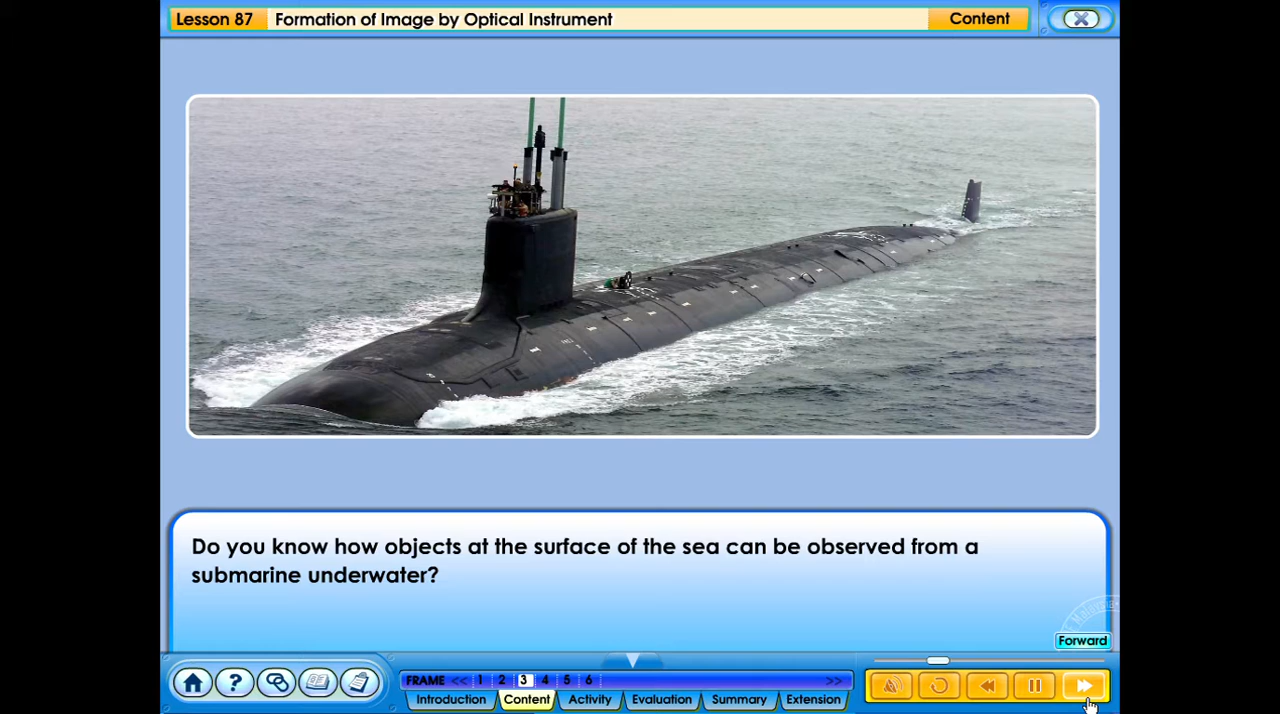 Lesson 87
Formation of Image by Optical Instrument
Content
Do you know how objects at the surface of the sea can be observed from a
submarine underwater?
Forward
FRAME << 1 2 3 4 5 6 >>
Introduction Content Activity Evaluation Summary Extension